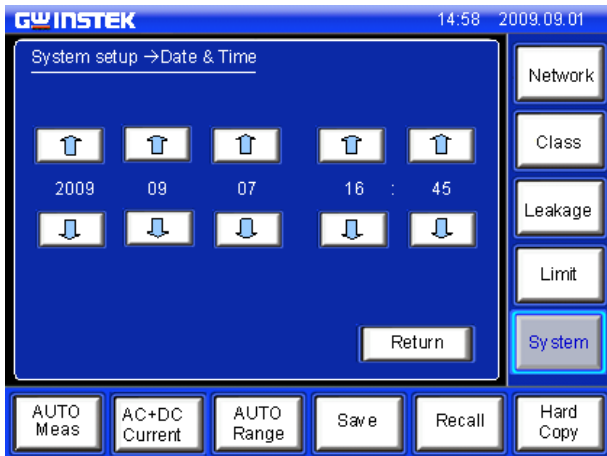 GWINSTEK 14:58 2009.09.01
System setup →Date & Time
2009 09 07 16 : 45
Return
Network
Class
Leakage
Limit
System
AUTO
Meas
AC+DC
Current
AUTO
Range
Save
Recall
Hard
Copy